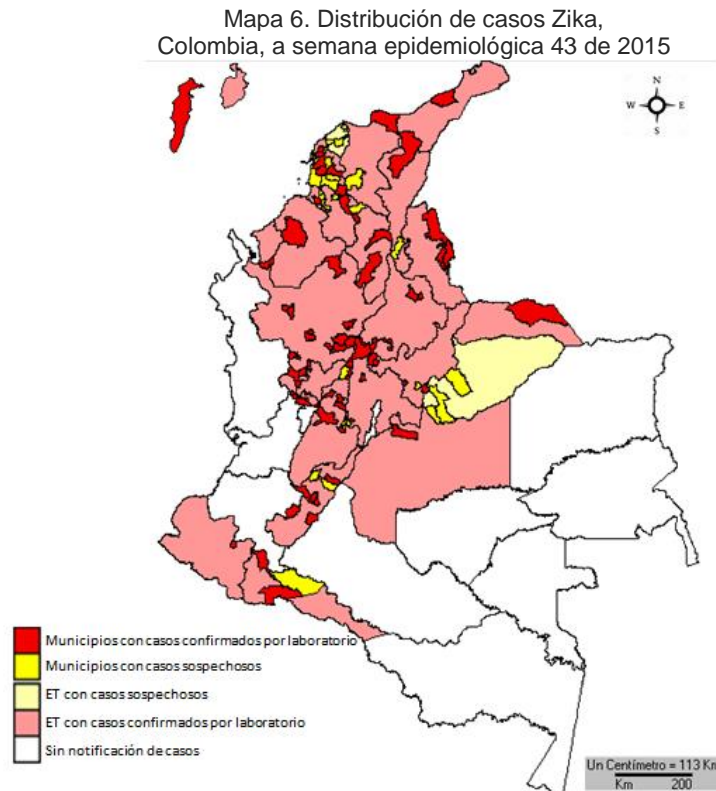 Mapa 6. Distribución de casos Zika,
Colombia, a semana epidemiológica 43 de 2015
N
W E
S
Municipios con casos confirmados por laboratorio
Municipios con casos sospechosos
ET con casos sospechosos
ET con casos confirmados por laboratorio
Sin notificación de casos
Un Centímetro = 113 Km
Km 200